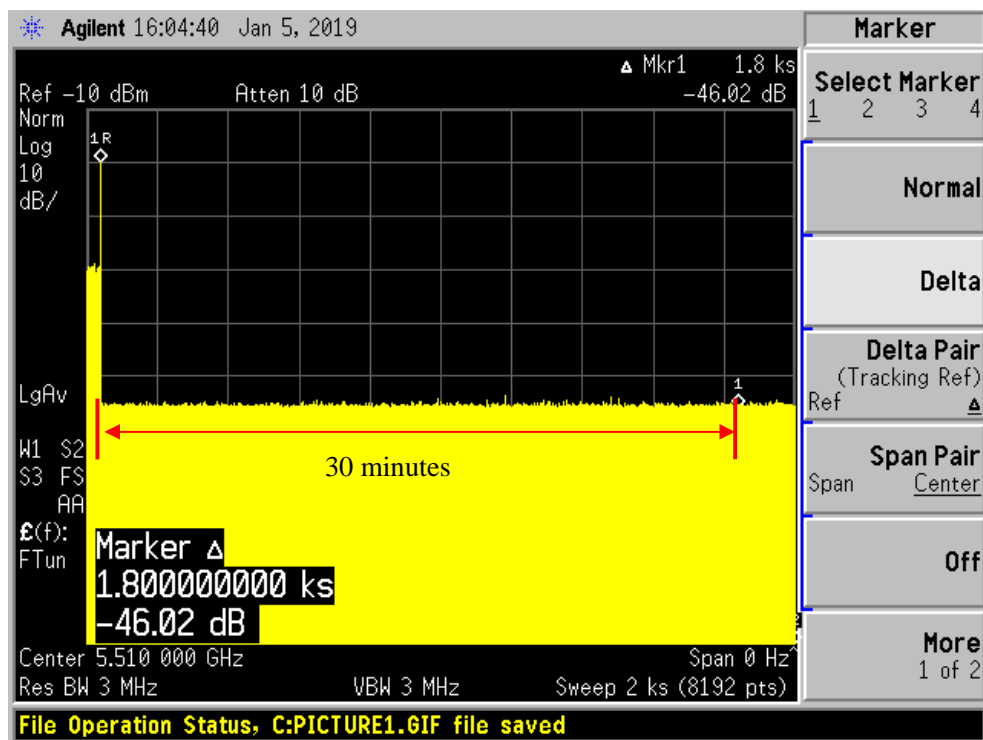 Agilent 16:04:40 Jan 5, 2019
Δ Mkr1 1.8 ks
Ref -10 dBm Atten 10 dB -46.02 dB
Norm
Log
10
dB/
1R
LgAv
1
W1 S2
S3 FS
AA
£(f):
FTun
30 minutes
Marker Δ
1.800000000 ks
-46.02 dB
Center 5.510 000 GHz Span 0 Hz
Res BW 3 MHz VBW 3 MHz Sweep 2 ks (8192 pts)
File Operation Status, C:PICTURE1.GIF file saved
Marker
Select Marker
1 2 3 4
Normal
Delta
Delta Pair
(Tracking Ref)
Ref Δ
Span Pair
Span Center
Off
More
1 of 2